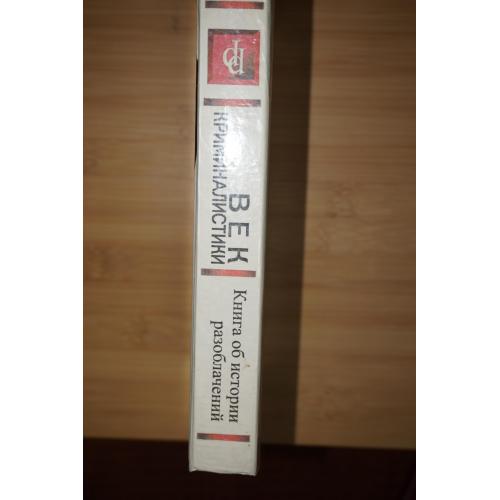 ВЕК
КРИМИНАЛИСТИКИ
Книга об истории
разоблачений